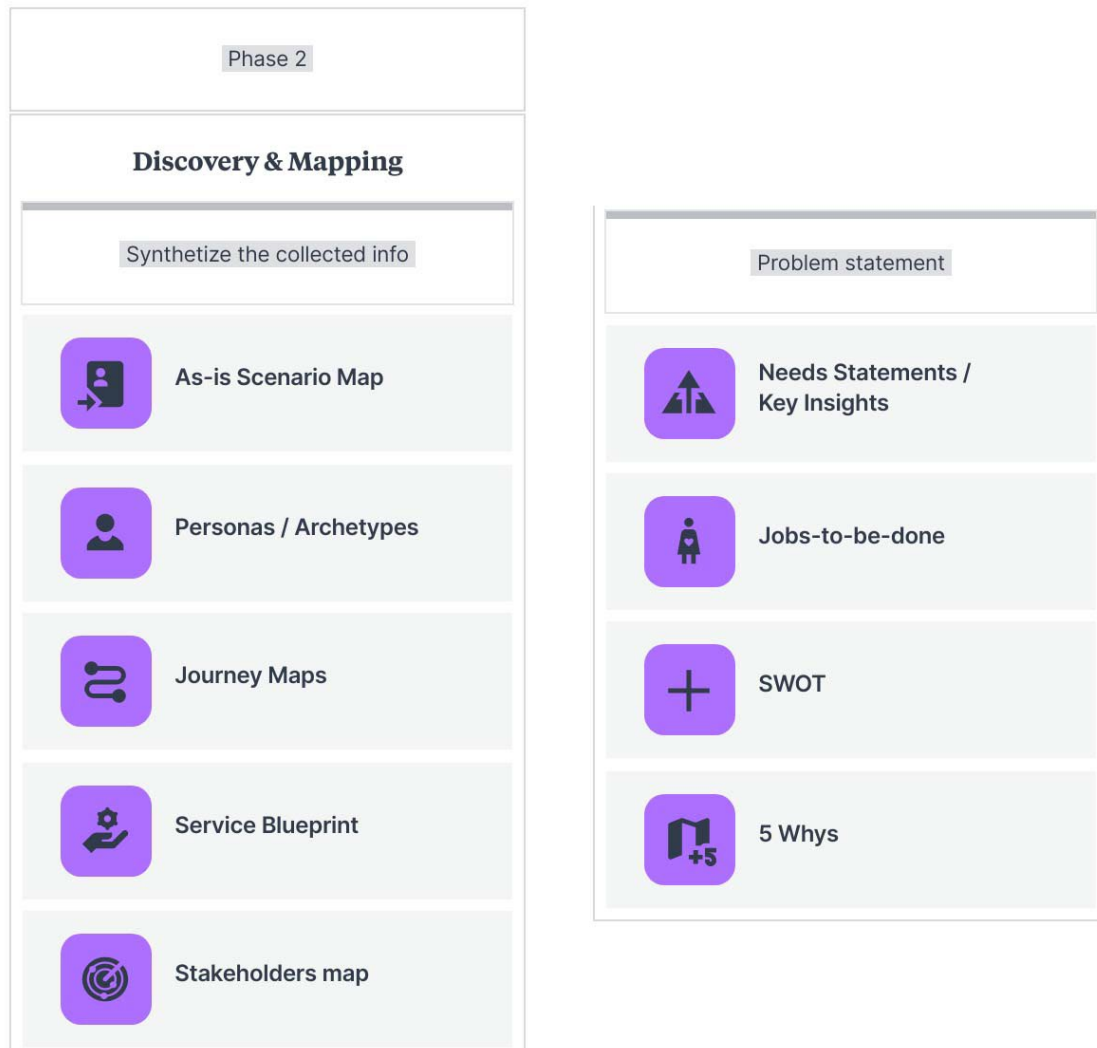 Phase 2
Discovery & Mapping
Synthetize the collected info
As-is Scenario Map
Personas / Archetypes
Journey Maps
Service Blueprint
Stakeholders map
Problem statement
Needs Statements /
Key Insights
Jobs-to-be-done
SWOT
5 Whys
+5